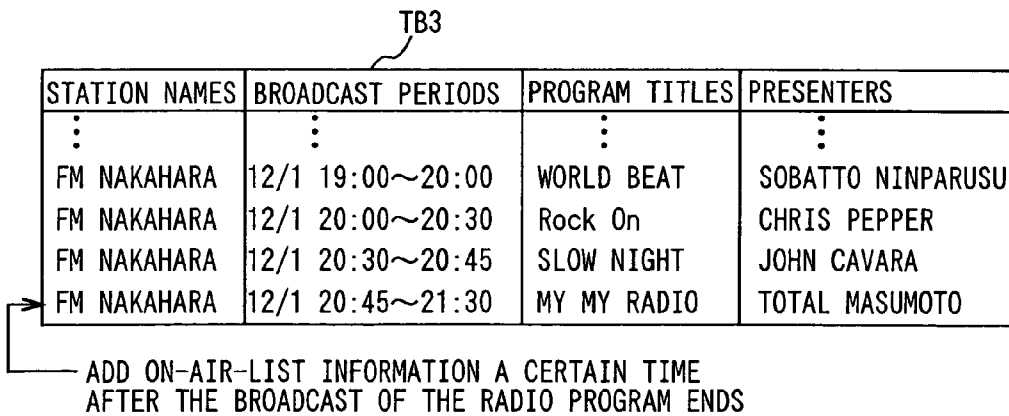 TB3
STATION NAMES BROADCAST PERIODS PROGRAM TITLES PRESENTERS
FM NAKAHARA 12/1 19:00~20:00 WORLD BEAT SOBATTO NINPARUSU
FM NAKAHARA 12/1 20:00~20:30 Rock On CHRIS PEPPER
FM NAKAHARA 12/1 20:30~20:45 SLOW NIGHT JOHN CAVARA
FM NAKAHARA 12/1 20:45~21:30 MY MY RADIO TOTAL MASUMOTO
ADD ON-AIR-LIST INFORMATION A CERTAIN TIME
AFTER THE BROADCAST OF THE RADIO PROGRAM ENDS